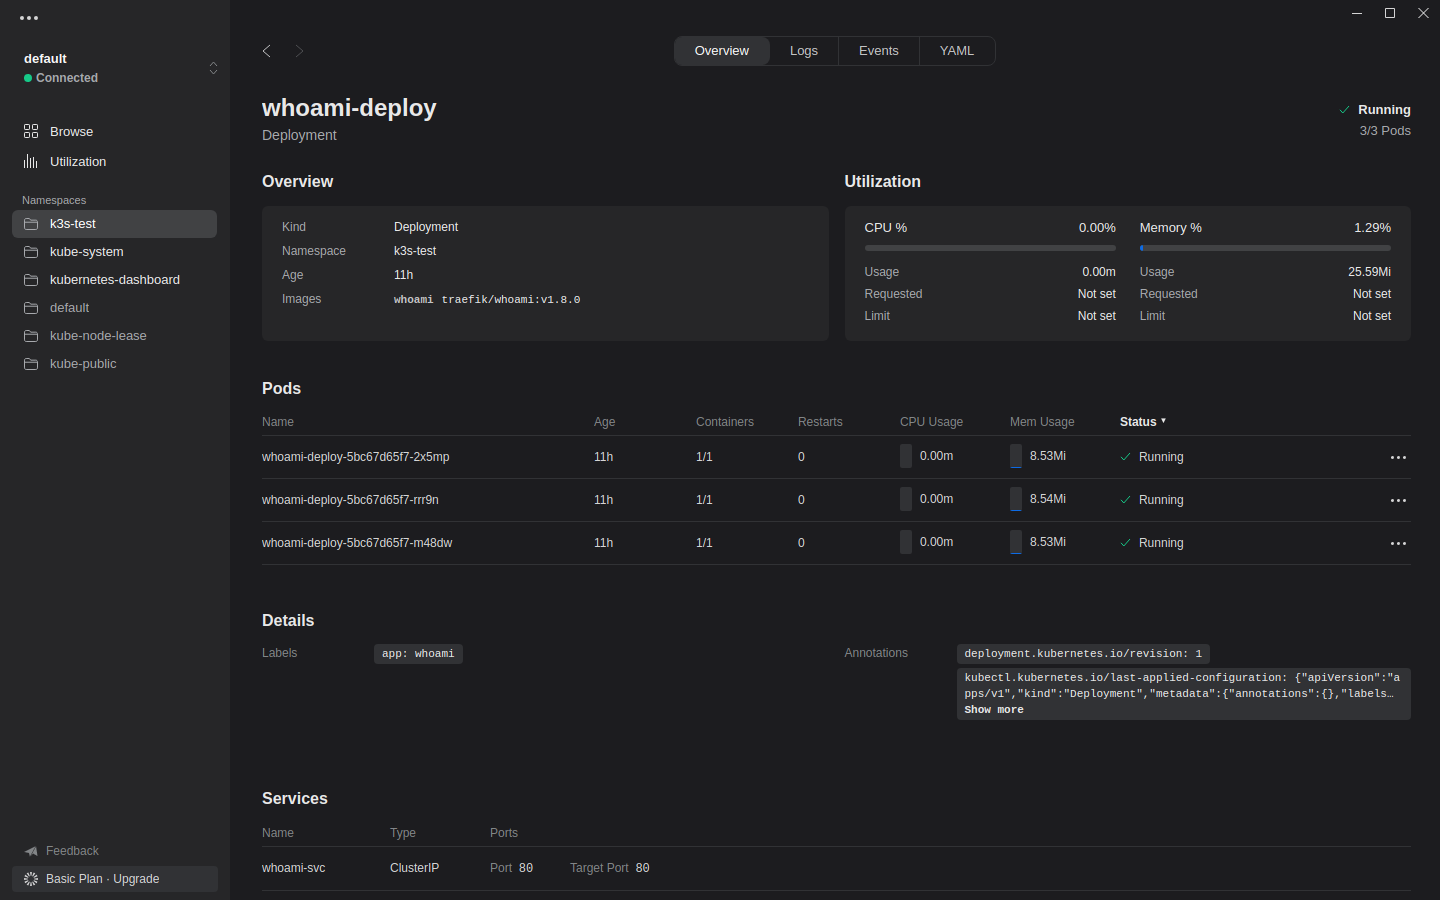 default
Connected
Browse
Utilization
Namespaces
k3s-test
kube-system
kubernetes-dashboard
default
kube-node-lease
kube-public
Feedback
Basic Plan · Upgrade
Overview Logs Events YAML
whoami-deploy
Deployment
Running
3/3 Pods
Overview
Kind Deployment
Namespace k3s-test
Age 11h
Images whoami traefik/whoami:v1.8.0
Utilization
CPU % 0.00%
Usage 0.00m
Requested Not set
Limit Not set
Memory % 1.29%
Usage 25.59Mi
Requested Not set
Limit Not set
Pods
Name Age Containers Restarts CPU Usage Mem Usage Status
whoami-deploy-5bc67d65f7-2x5mp 11h 1/1 0 0.00m 8.53Mi Running
whoami-deploy-5bc67d65f7-rrr9n 11h 1/1 0 0.00m 8.54Mi Running
whoami-deploy-5bc67d65f7-m48dw 11h 1/1 0 0.00m 8.53Mi Running
Details
Labels app: whoami
Annotations deployment.kubernetes.io/revision: 1
kubectl.kubernetes.io/last-applied-configuration: {"apiVersion":"a
pps/v1","kind":"Deployment","metadata":{"annotations":{},"labels…
Show more
Services
Name Type Ports
whoami-svc ClusterIP Port 80 Target Port 80